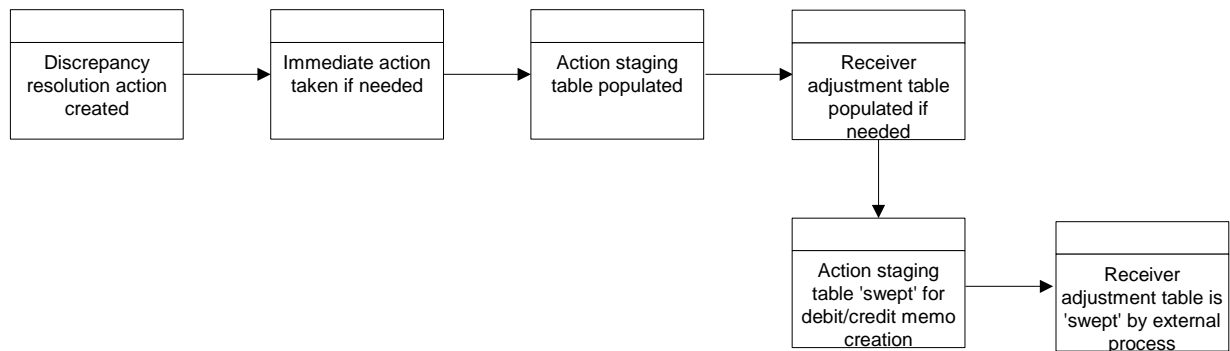 Discrepancy
resolution action
created
Immediate action
taken if needed
Action staging
table populated
Receiver
adjustment table
populated if
needed
Action staging
table 'swept' for
debit/credit memo
creation
Receiver
adjustment table is
'swept' by external
process